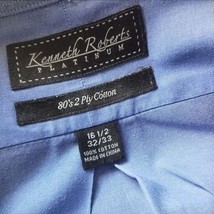 Kenneth Roberts
PLATINUM
80's 2 Ply Cotton
16 1/2
32/33
100% COTTON
MADE IN CHINA